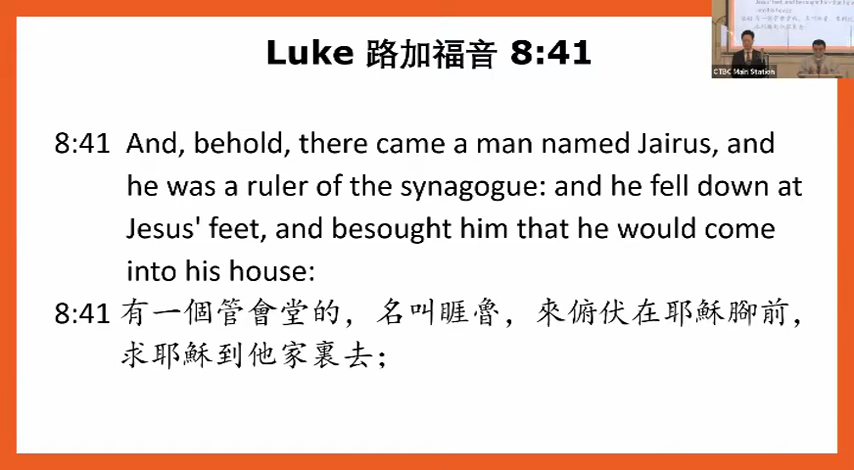 Luke 路加福音 8:41
8:41 And, behold, there came a man named Jairus, and
he was a ruler of the synagogue: and he fell down at
Jesus' feet, and besought him that he would come
into his house:
8:41 有一個管會堂的，名叫睚魯，來俯伏在耶穌腳前，
求耶穌到他家裏去；
CTBC Main Station